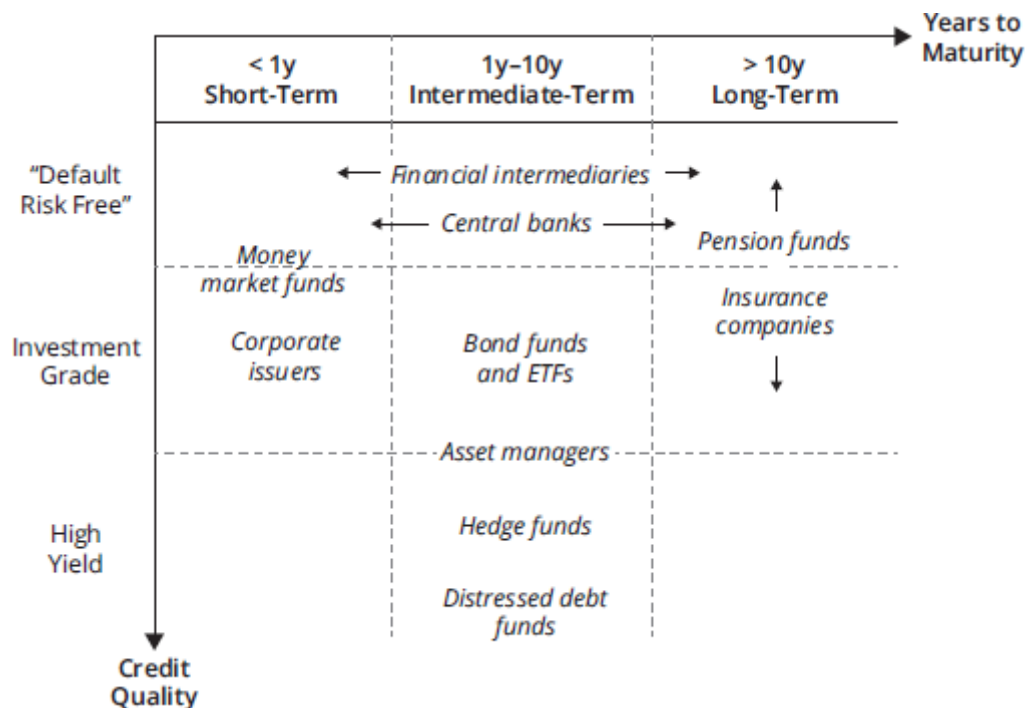 Years to
Maturity
< 1y
Short-Term
1y–10y
Intermediate-Term
> 10y
Long-Term
“Default
Risk Free”
Financial intermediaries
Central banks
Pension funds
Money
market funds
Insurance
companies
Investment
Grade
Corporate
issuers
Bond funds
and ETFs
Asset managers
High
Yield
Hedge funds
Distressed debt
funds
Credit
Quality